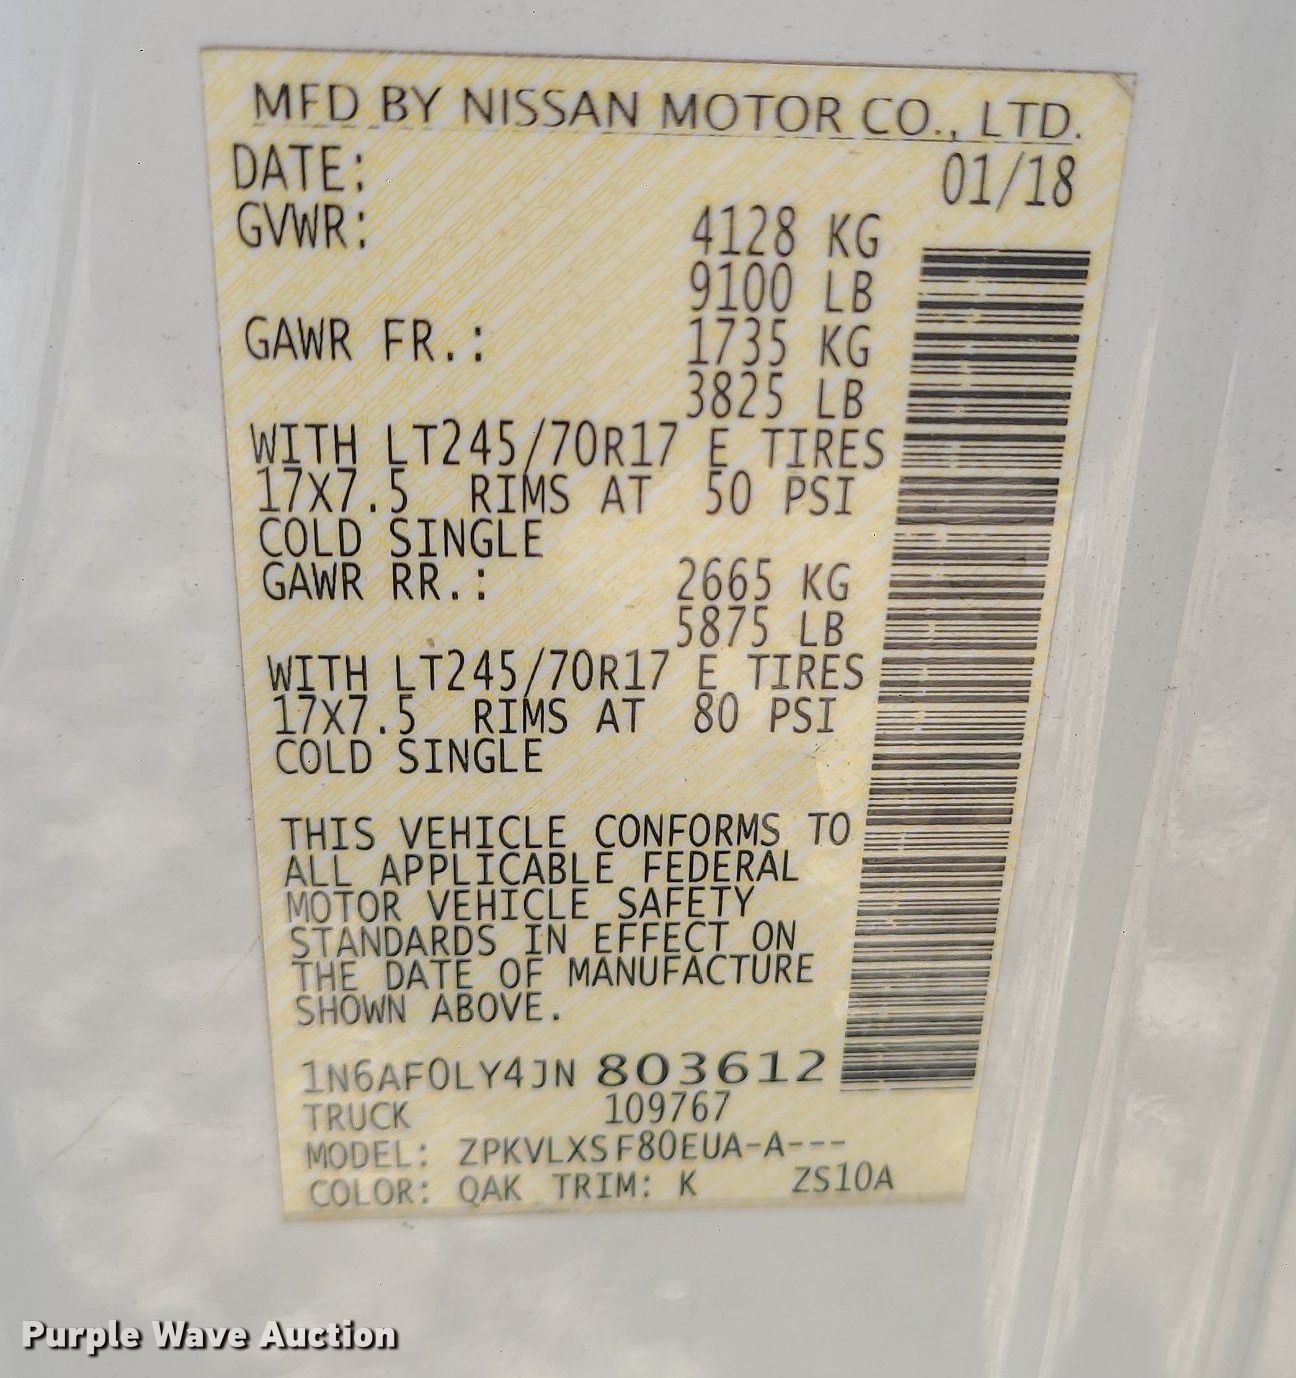 MFD BY NISSAN MOTOR CO., LTD.
DATE: 01/18
GVWR: 4128 KG
9100 LB
GAWR FR.: 1735 KG
3825 LB
WITH LT245/70R17 E TIRES
17X7.5 RIMS AT 50 PSI
COLD SINGLE
GAWR RR.: 2665 KG
5875 LB
WITH LT245/70R17 E TIRES
17X7.5 RIMS AT 80 PSI
COLD SINGLE
THIS VEHICLE CONFORMS TO
ALL APPLICABLE FEDERAL
MOTOR VEHICLE SAFETY
STANDARDS IN EFFECT ON
THE DATE OF MANUFACTURE
SHOWN ABOVE.
1N6AF0LY4JN 803612
TRUCK 109767
MODEL: ZPKVLXSF80EUA-A---
COLOR: QAK TRIM: K ZS10A
Purple Wave Auction